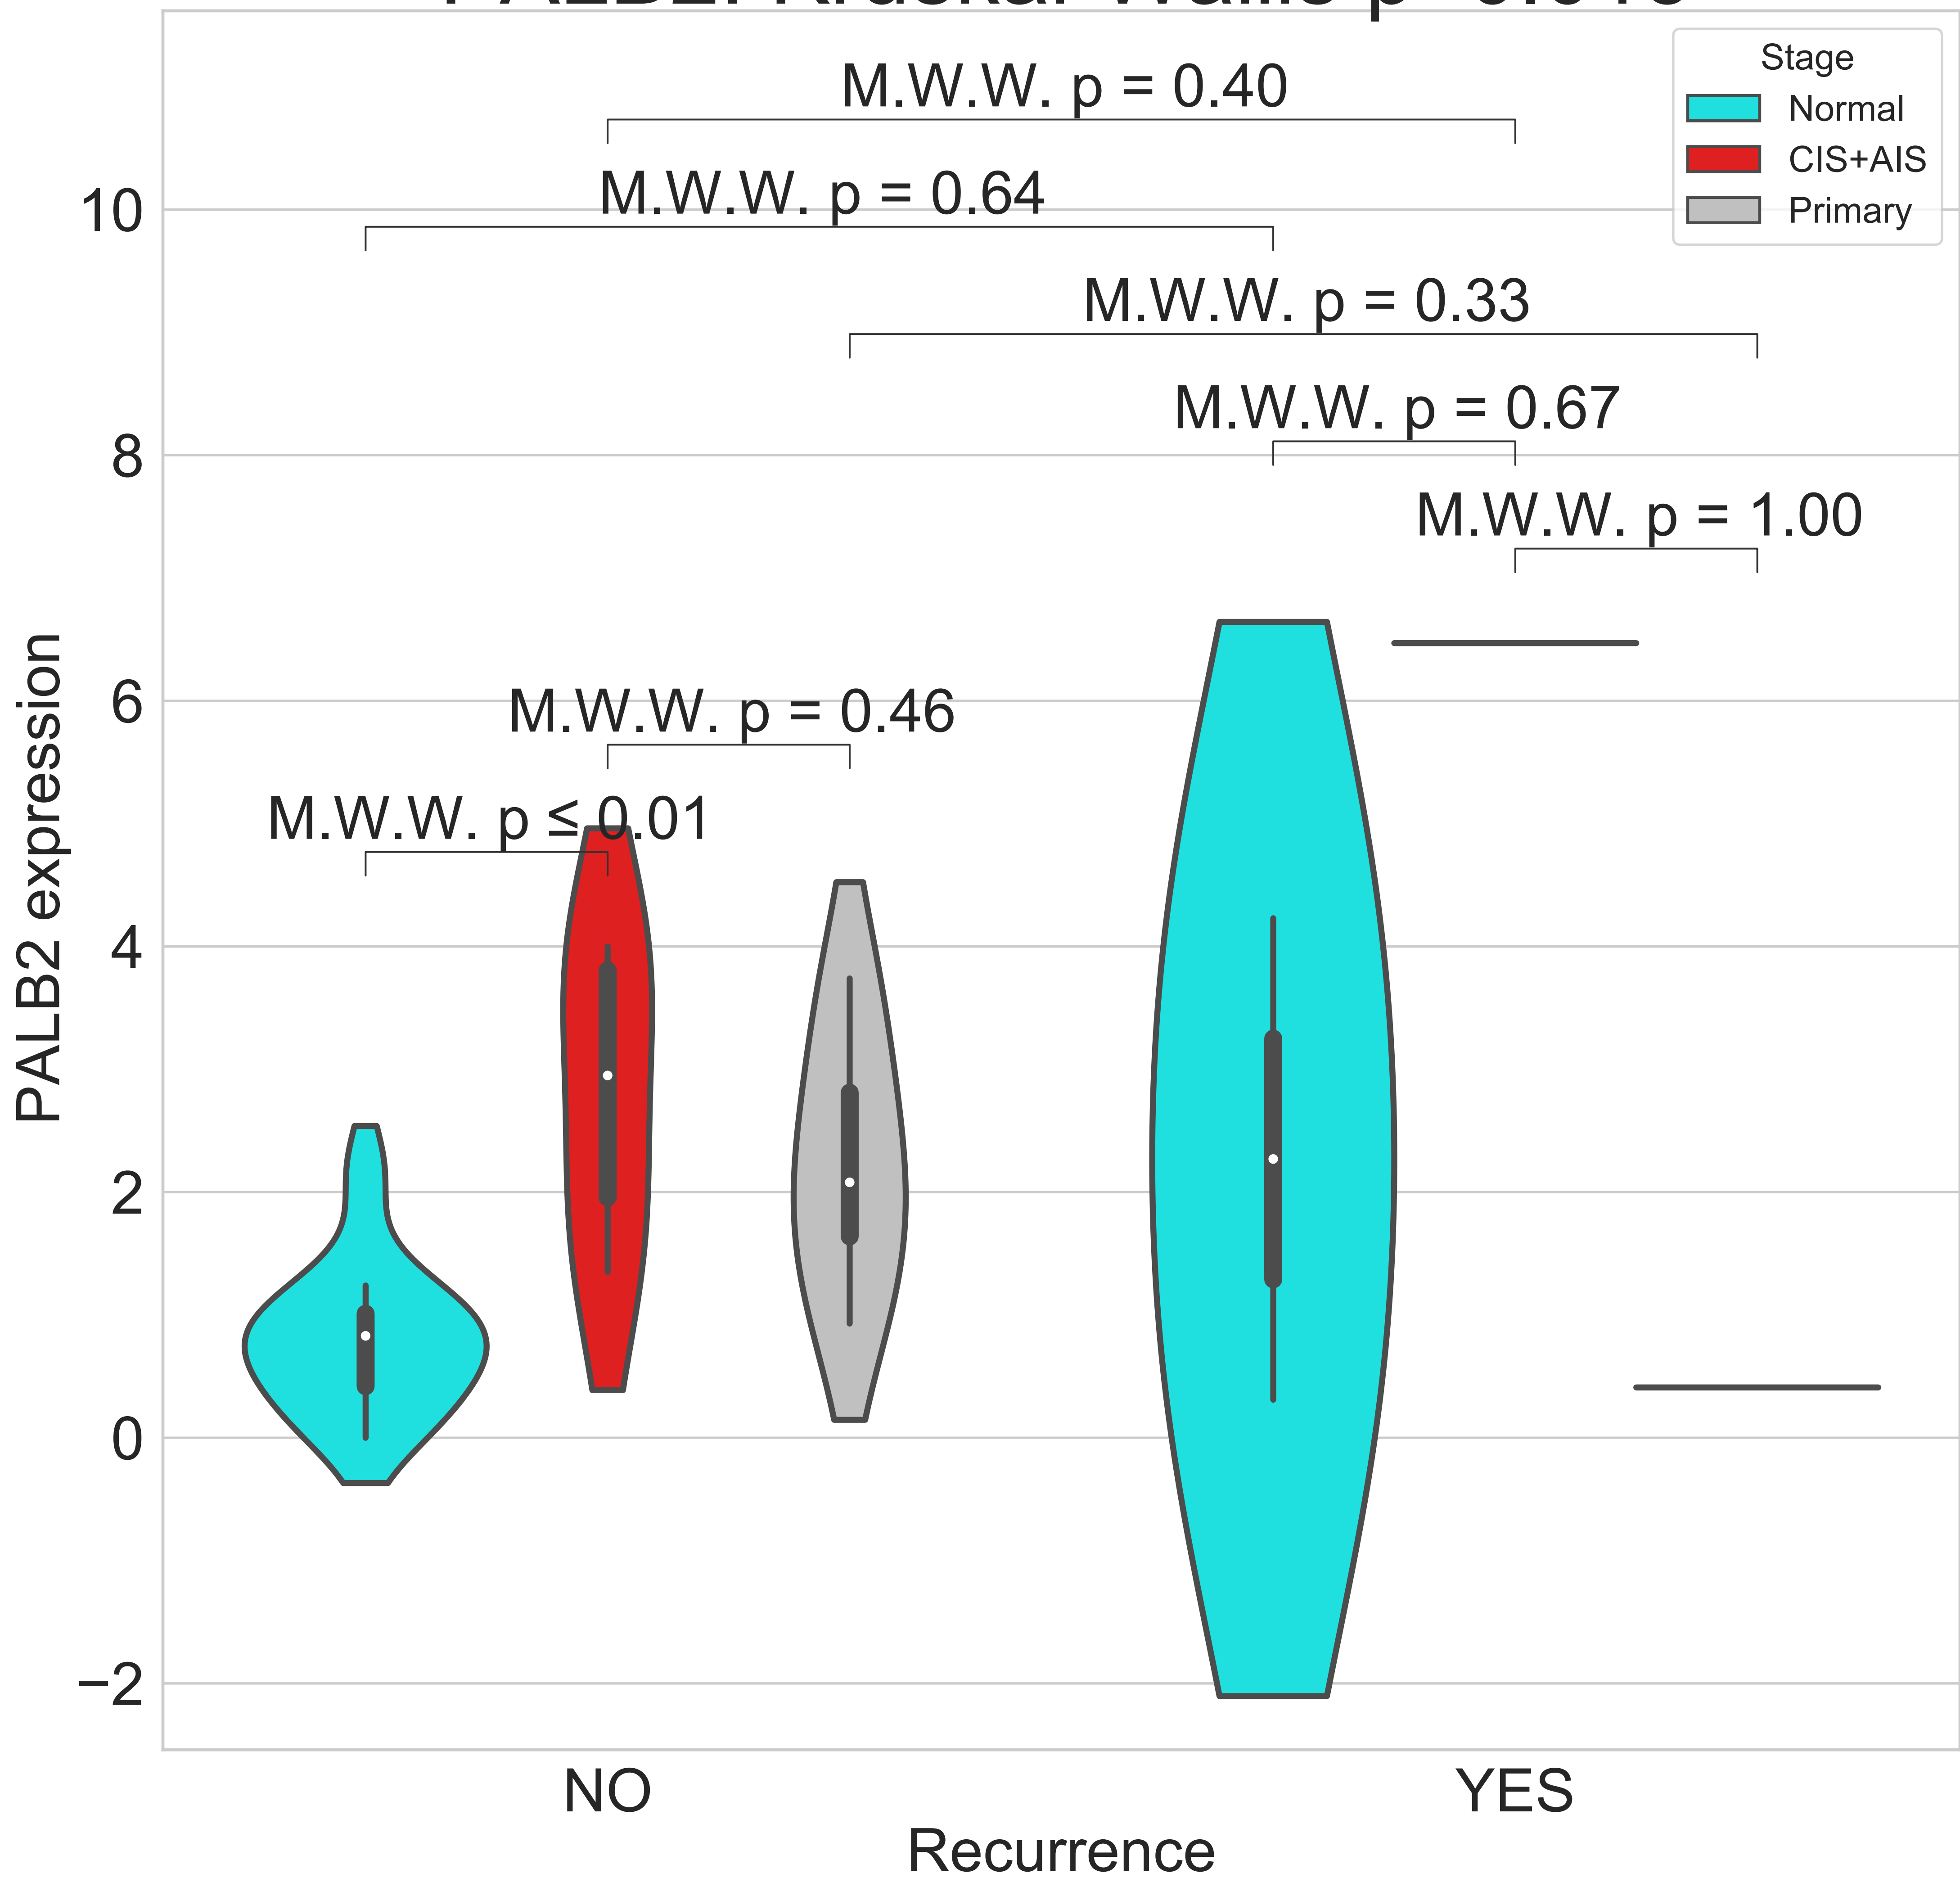 M.W.W. p = 0.40
M.W.W. p = 0.64
M.W.W. p = 0.33
M.W.W. p = 0.67
M.W.W. p = 1.00
M.W.W. p = 0.46
M.W.W. p ≤ 0.01
Stage
Normal
CIS+AIS
Primary
PALB2 expression
10
8
6
4
2
0
−2
NO
YES
Recurrence